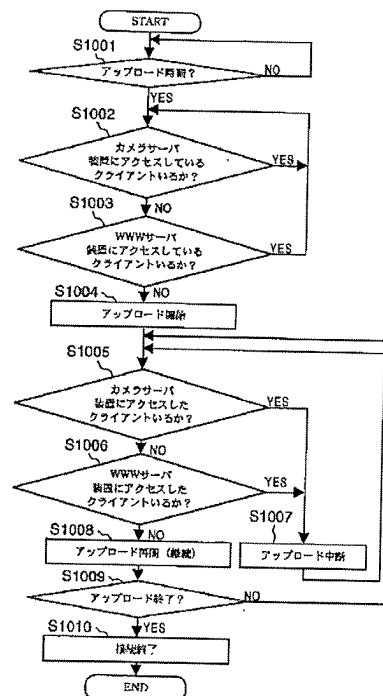 START
S1001
アップロード時期？
NO
YES
S1002
カメラサーバ
装置にアクセスしている
クライアントいるか？
YES
NO
S1003
WWWサーバ
装置にアクセスしている
クライアントいるか？
YES
NO
S1004
アップロード開始
S1005
カメラサーバ
装置にアクセスした
クライアントいるか？
YES
NO
S1006
WWWサーバ
装置にアクセスした
クライアントいるか？
YES
NO
S1007
アップロード中断
S1008
アップロード再開（継続）
S1009
アップロード終了？
NO
YES
S1010
接続終了
END